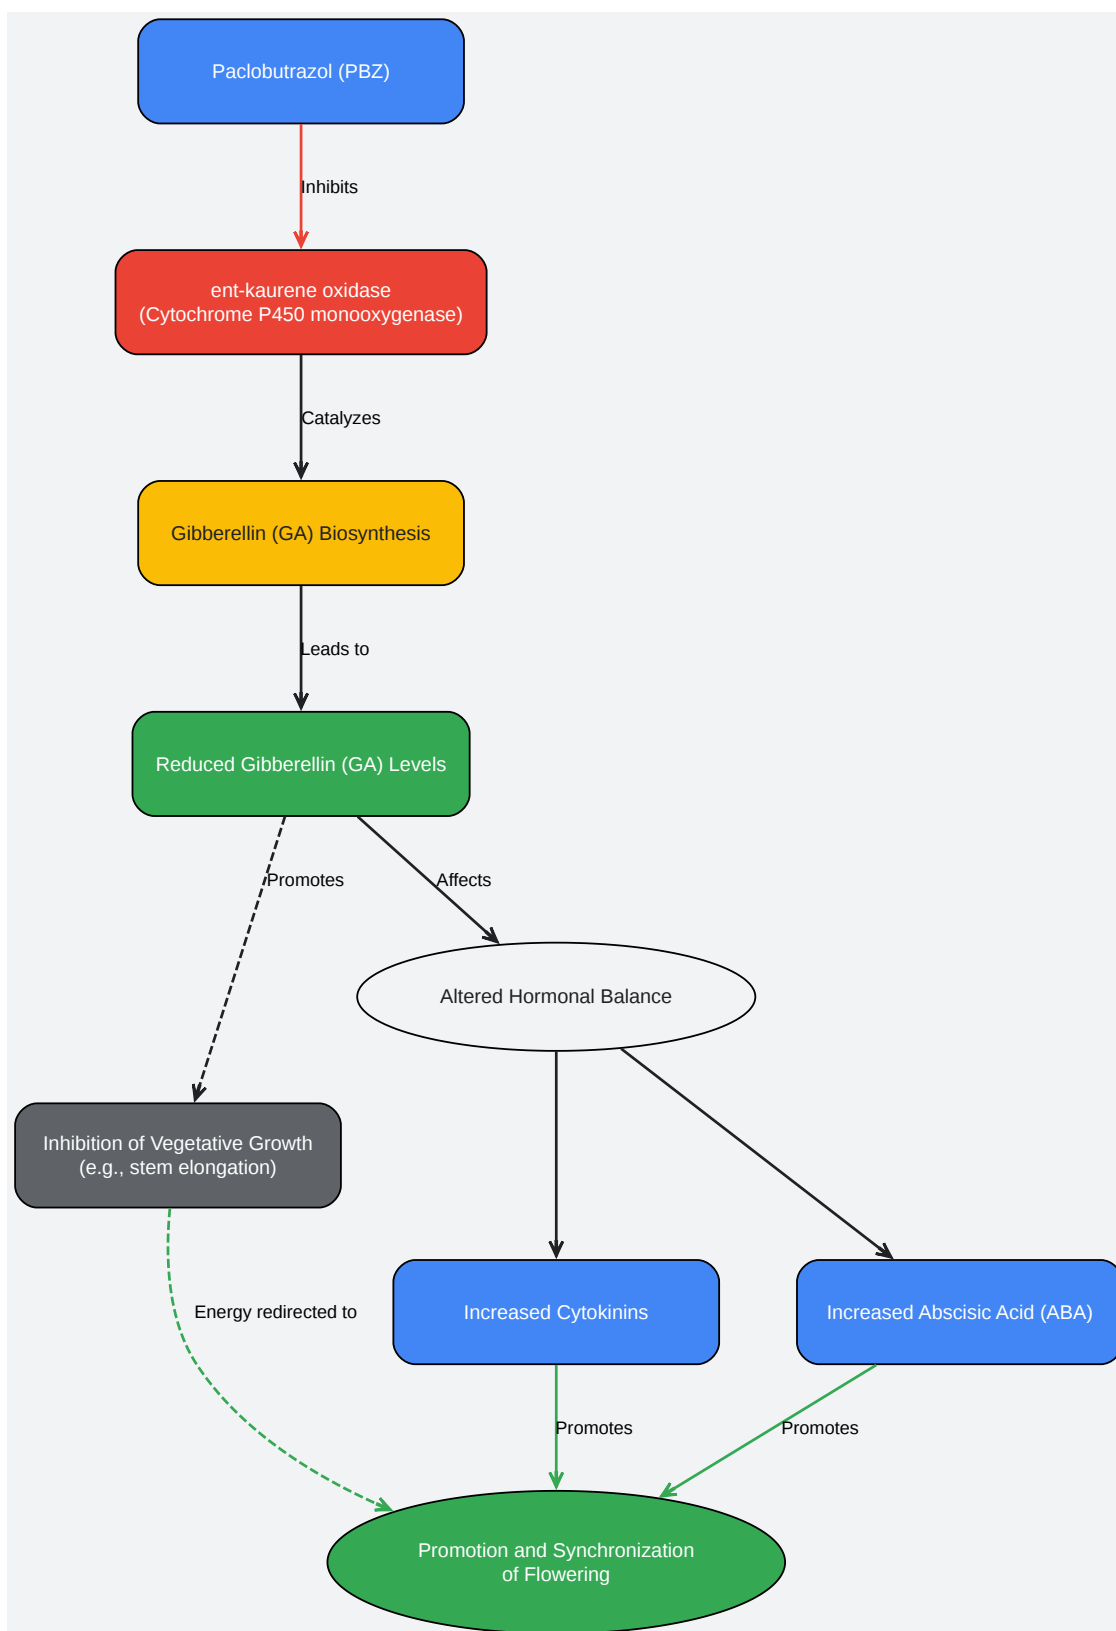 Paclobutrazol (PBZ)
Inhibits
ent-kaurene oxidase
(Cytochrome P450 monooxygenase)
Catalyzes
Gibberellin (GA) Biosynthesis
Leads to
Reduced Gibberellin (GA) Levels
Promotes
Affects
Altered Hormonal Balance
Inhibition of Vegetative Growth
(e.g., stem elongation)
Energy redirected to
Increased Cytokinins
Increased Abscisic Acid (ABA)
Promotes
Promotes
Promotion and Synchronization
of Flowering